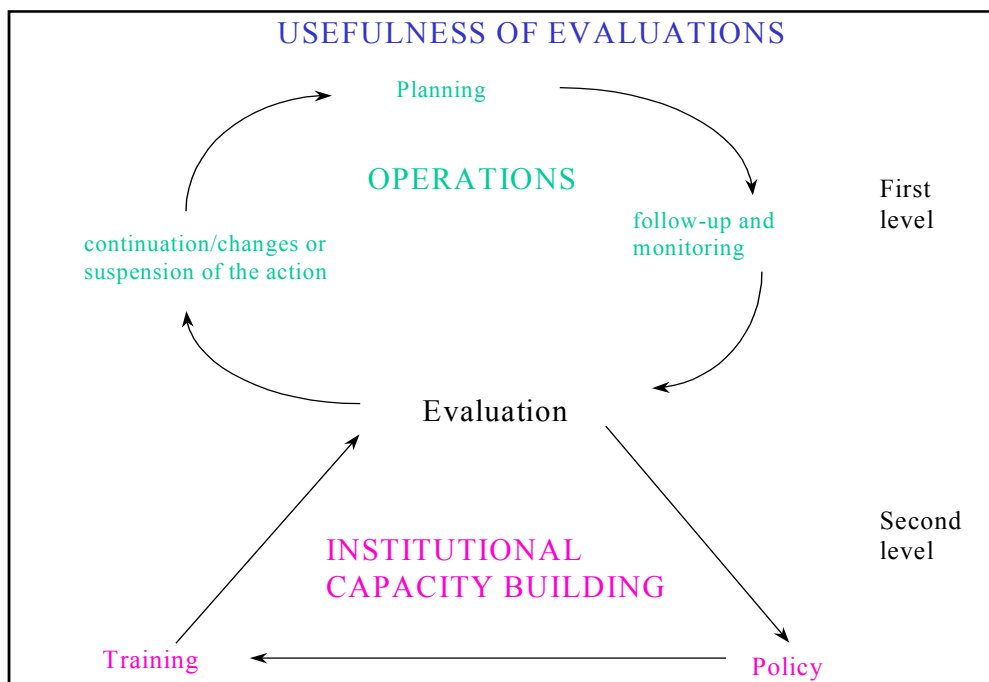 USEFULNESS OF EVALUATIONS
Planning
OPERATIONS
First
level
follow-up and
monitoring
continuation/changes or
suspension of the action
Evaluation
Second
level
INSTITUTIONAL
CAPACITY BUILDING
Training
Policy